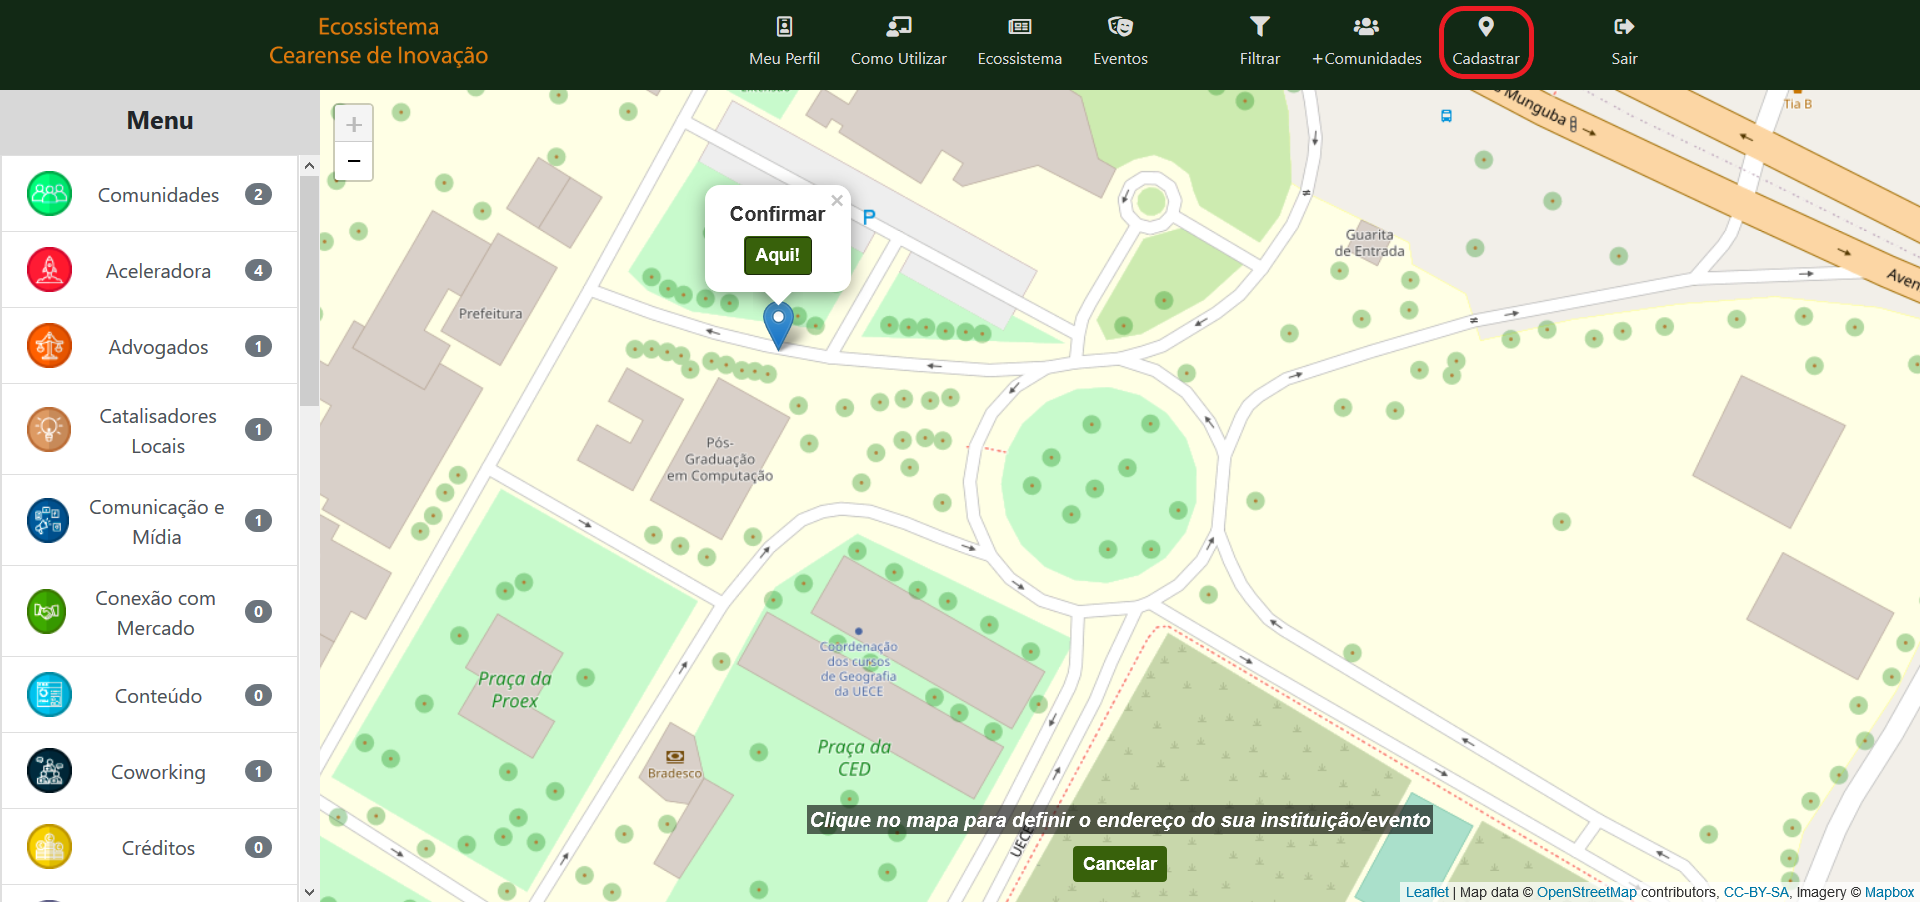 Ecossistema
Cearense de Inovação
Meu Perfil
Como Utilizar
Ecossistema
Eventos
Filtrar
+Comunidades
Cadastrar
Sair
Menu
Comunidades 2
Aceleradora 4
Advogados 1
Catalisadores
Locais 1
Comunicação e
Mídia 1
Conexão com
Mercado 0
Conteúdo 0
Coworking 1
Créditos 0
+
−
Confirmar ×
Aqui!
P
Munguba
Tia B
Guarita
de Entrada
Aven
Prefeitura
Pós-
Graduação
em Computação
Coordenação
dos cursos
de Geografia
da UECE
Praça da
Proex
Praça da
CED
Bradesco
UECE
Clique no mapa para definir o endereço do sua instituição/evento
Cancelar
Leaflet | Map data © OpenStreetMap contributors, CC-BY-SA, Imagery © Mapbox